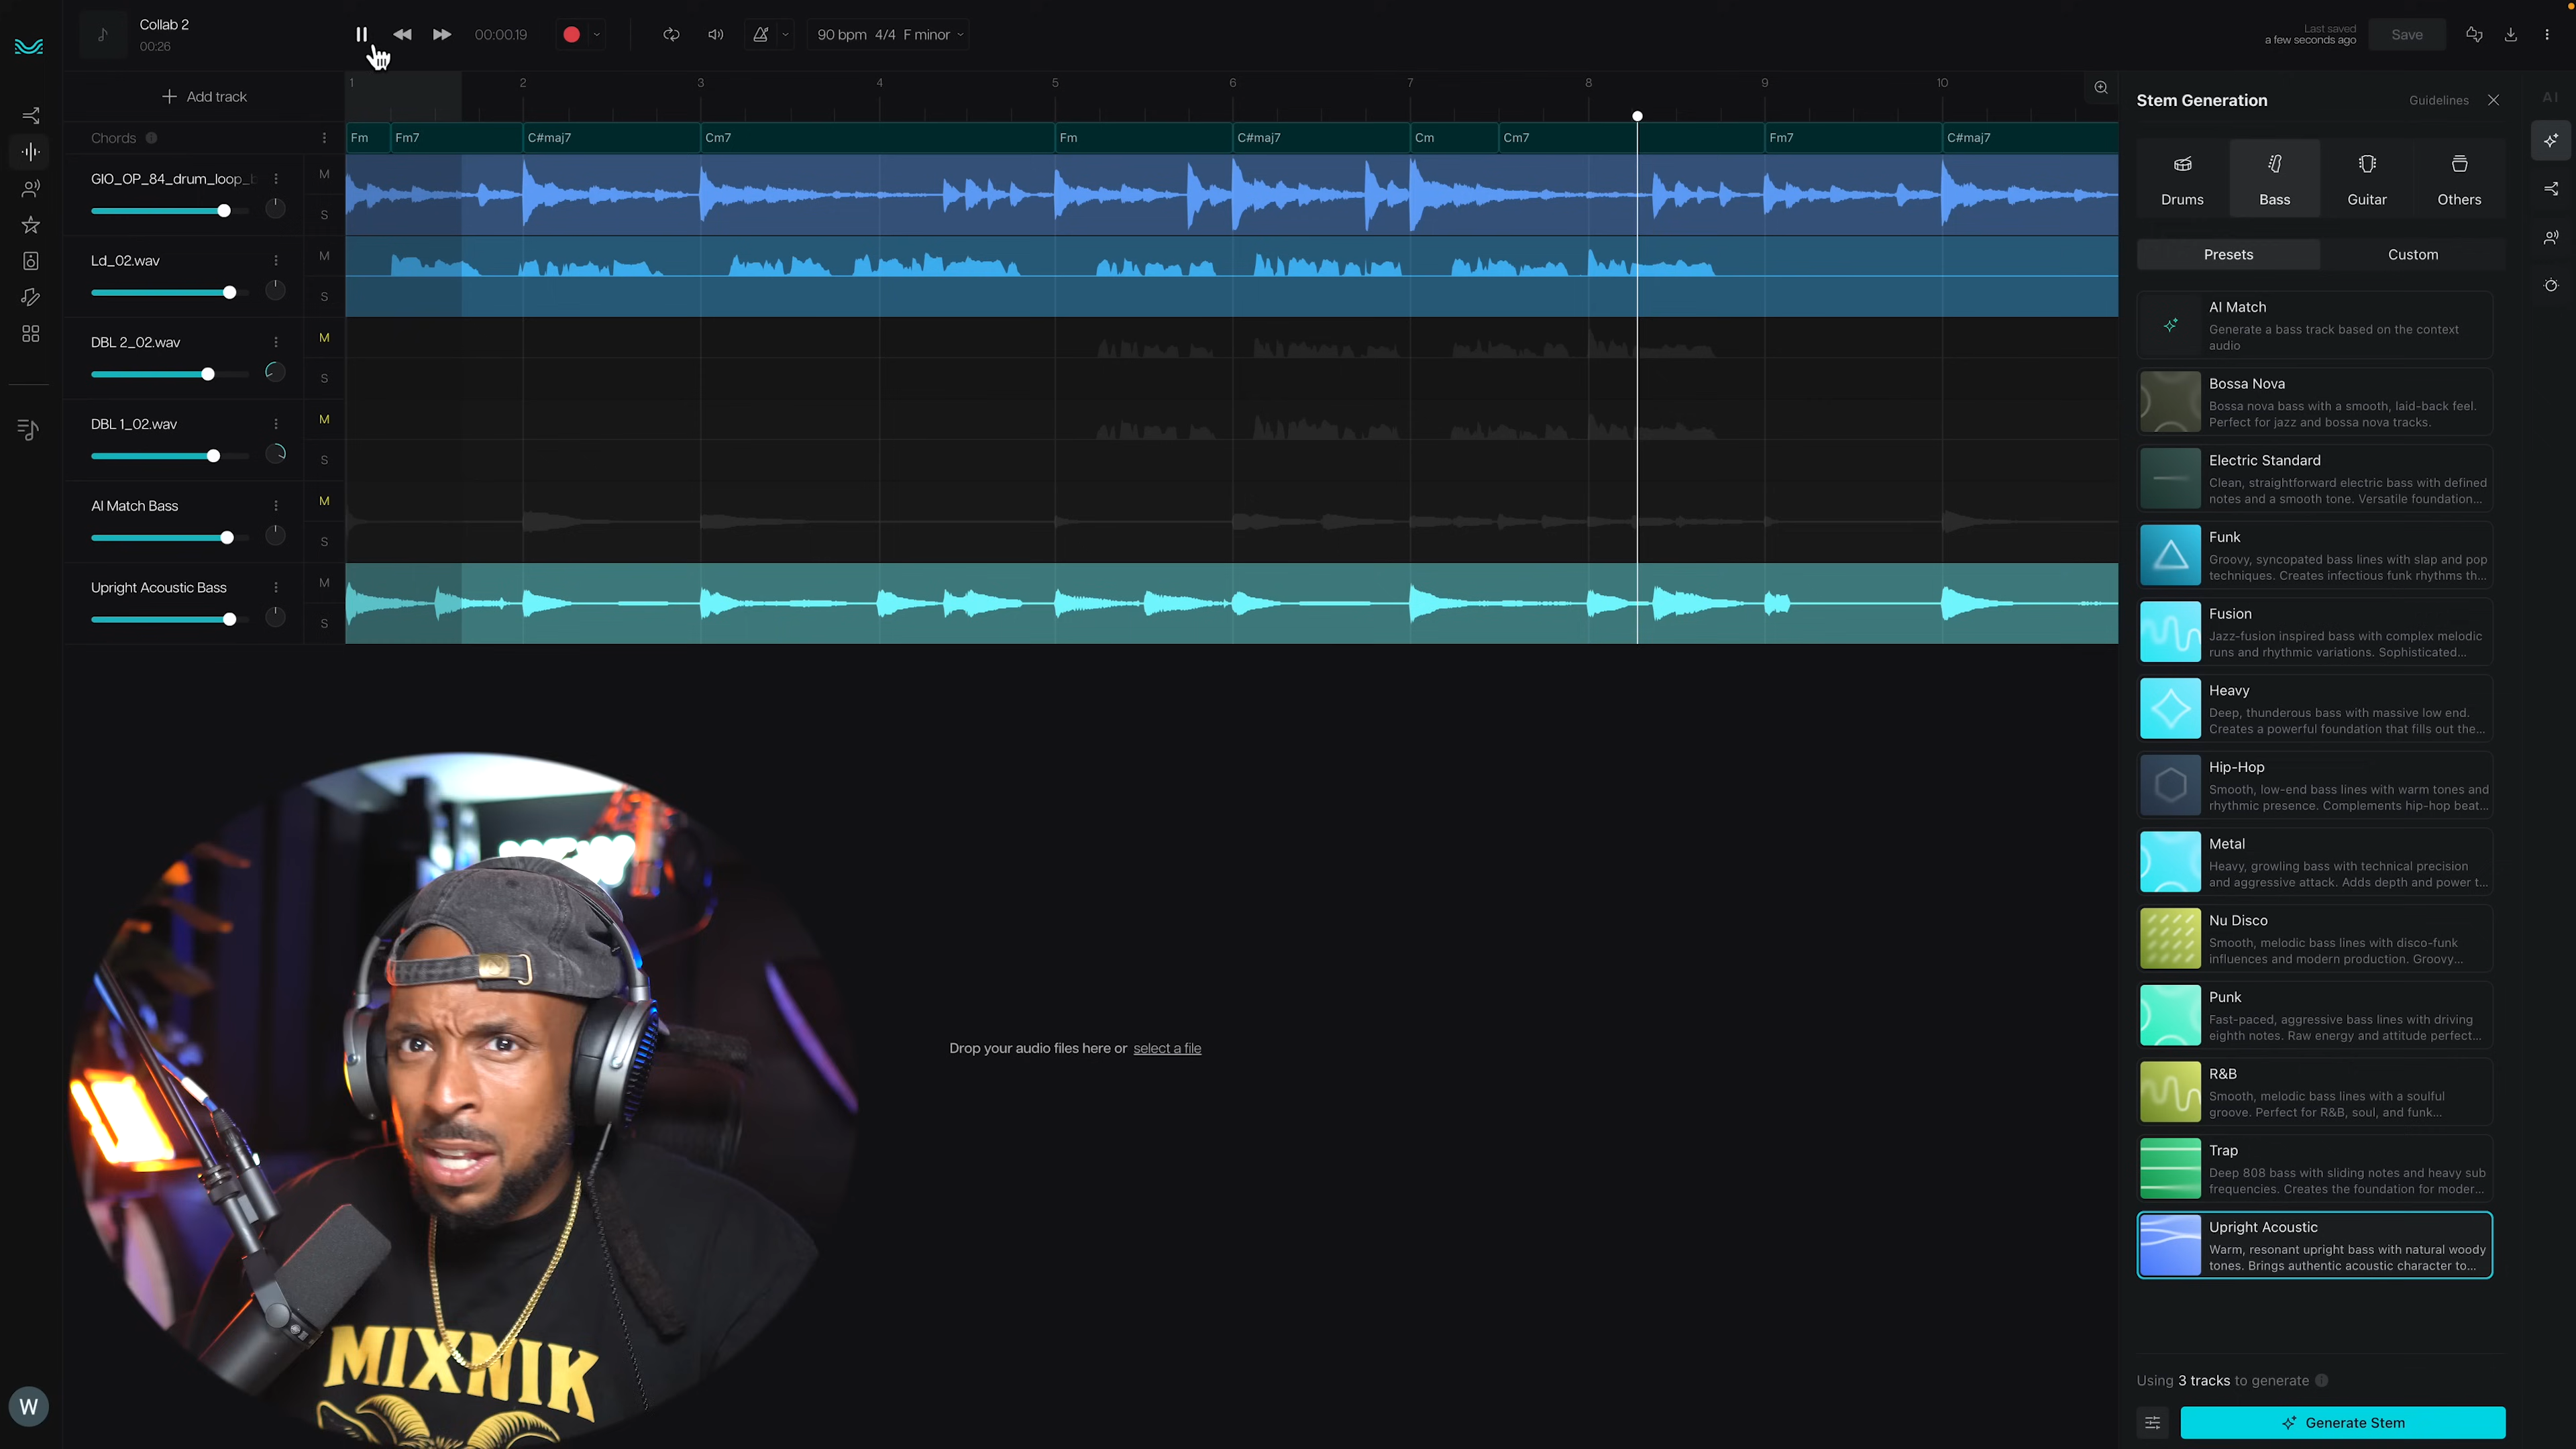 Collab 2
00:26
00:00.19
90 bpm 4/4 F minor
Last saved
a few seconds ago
Save
Add track
1 2 3 4 5 6 7 8 9 10
Chords
Fm Fm7 C#maj7 Cm7 Fm C#maj7 Cm Cm7 Fm7 C#maj7
GIO_OP_84_drum_loop_b
M
S
Ld_02.wav
M
S
DBL 2_02.wav
M
S
DBL 1_02.wav
M
S
AI Match Bass
M
S
Upright Acoustic Bass
M
S
Drop your audio files here or select a file
MIXNIK
W
Stem Generation
Guidelines
AI
Drums
Bass
Guitar
Others
Presets
Custom
AI Match
Generate a bass track based on the context
audio
Bossa Nova
Bossa nova bass with a smooth, laid-back feel.
Perfect for jazz and bossa nova tracks.
Electric Standard
Clean, straightforward electric bass with defined
notes and a smooth tone. Versatile foundation...
Funk
Groovy, syncopated bass lines with slap and pop
techniques. Creates infectious funk rhythms th...
Fusion
Jazz-fusion inspired bass with complex melodic
runs and rhythmic variations. Sophisticated...
Heavy
Deep, thunderous bass with massive low end.
Creates a powerful foundation that fills out the...
Hip-Hop
Smooth, low-end bass lines with warm tones and
rhythmic presence. Complements hip-hop beat...
Metal
Heavy, growling bass with technical precision
and aggressive attack. Adds depth and power t...
Nu Disco
Smooth, melodic bass lines with disco-funk
influences and modern production. Groovy...
Punk
Fast-paced, aggressive bass lines with driving
eighth notes. Raw energy and attitude perfect...
R&B
Smooth, melodic bass lines with a soulful
groove. Perfect for R&B, soul, and funk...
Trap
Deep 808 bass with sliding notes and heavy sub
frequencies. Creates the foundation for moder...
Upright Acoustic
Warm, resonant upright bass with natural woody
tones. Brings authentic acoustic character to...
Using 3 tracks to generate
Generate Stem